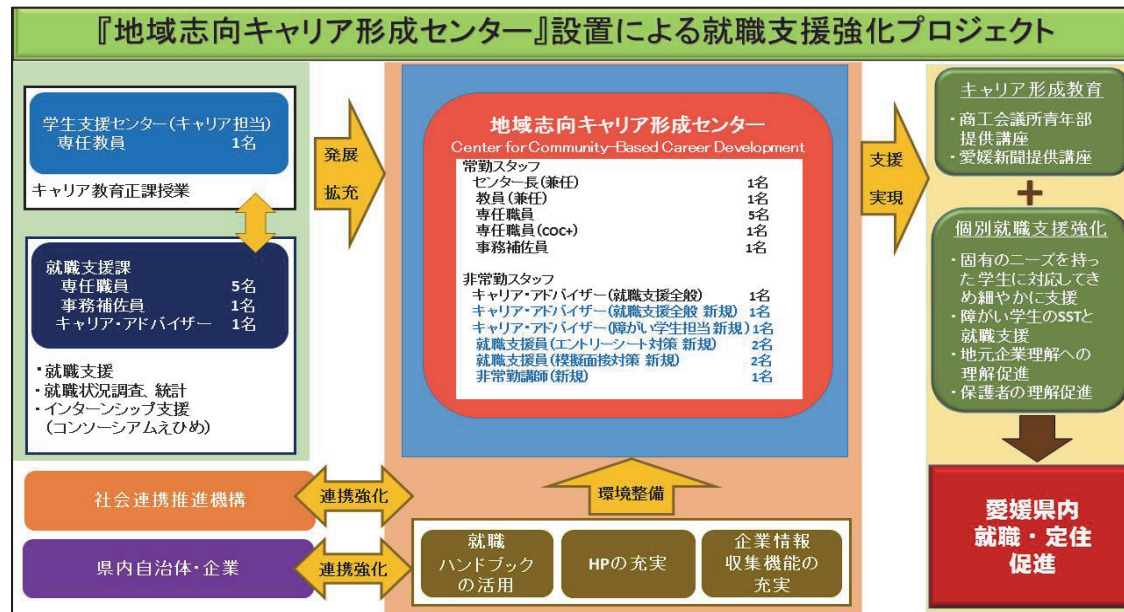 『地域志向キャリア形成センター』設置による就職支援強化プロジェクト
学生支援センター(キャリア担当)
専任教員 1名
キャリア教育正課授業
就職支援課
専任職員 5名
事務補佐員 1名
キャリア・アドバイザー 1名
・就職支援
・就職状況調査、統計
・インターンシップ支援
(コンソーシアムえひめ)
発展
拡充
地域志向キャリア形成センター
Center for Community-Based Career Development
常勤スタッフ
センター長(兼任) 1名
教員(兼任) 1名
専任職員 5名
専任職員(COC+) 1名
事務補佐員 1名
非常勤スタッフ
キャリア・アドバイザー(就職支援全般) 1名
キャリア・アドバイザー(就職支援全般 新規) 1名
キャリア・アドバイザー(障がい学生担当 新規) 1名
就職支援員(エントリーシート対策 新規) 2名
就職支援員(模擬面接対策 新規) 2名
非常勤講師(新規) 1名
支援
実現
キャリア形成教育
・商工会議所青年部
提供講座
・愛媛新聞提供講座
+
個別就職支援強化
・固有のニーズを持っ
た学生に対応してき
め細やかに支援
・障がい学生のSSTと
就職支援
・地元企業理解への
理解促進
・保護者の理解促進
愛媛県内
就職・定住
促進
社会連携推進機構
連携強化
県内自治体・企業
連携強化
環境整備
就職
ハンドブック
の活用
HPの充実
企業情報
収集機能の
充実